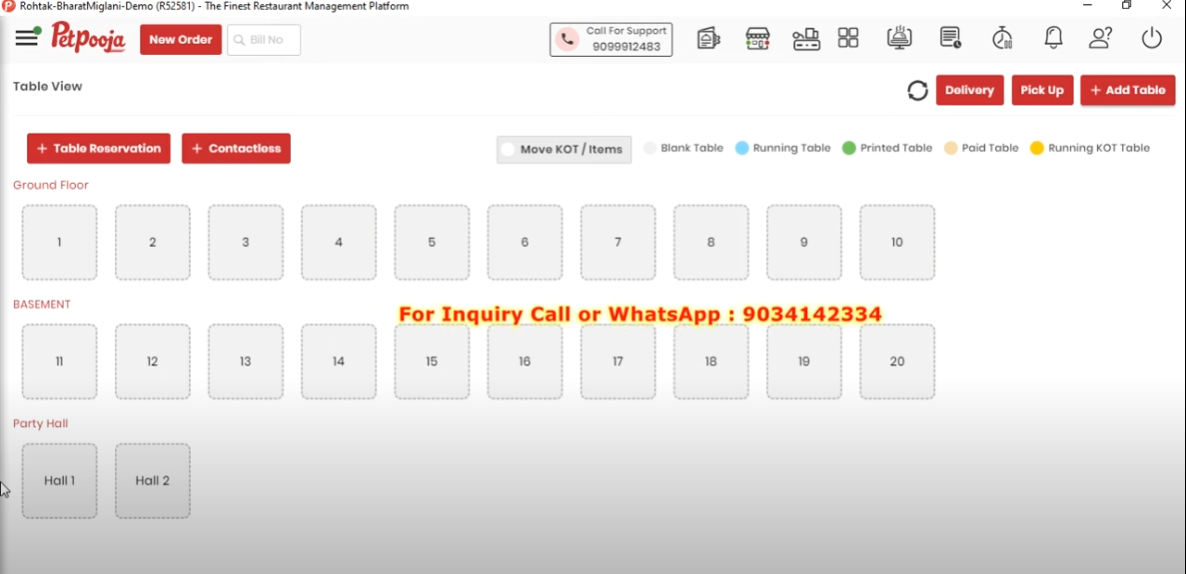 Rohtak-BharatMiglani-Demo (R52581) - The Finest Restaurant Management Platform
Petpooja
New Order
Bill No
Call For Support
9099912483
Table View
Delivery
Pick Up
+ Add Table
+ Table Reservation
+ Contactless
Move KOT / Items
Blank Table
Running Table
Printed Table
Paid Table
Running KOT Table
Ground Floor
1 2 3 4 5 6 7 8 9 10
BASEMENT
For Inquiry Call or WhatsApp : 9034142334
11 12 13 14 15 16 17 18 19 20
Party Hall
Hall 1 Hall 2